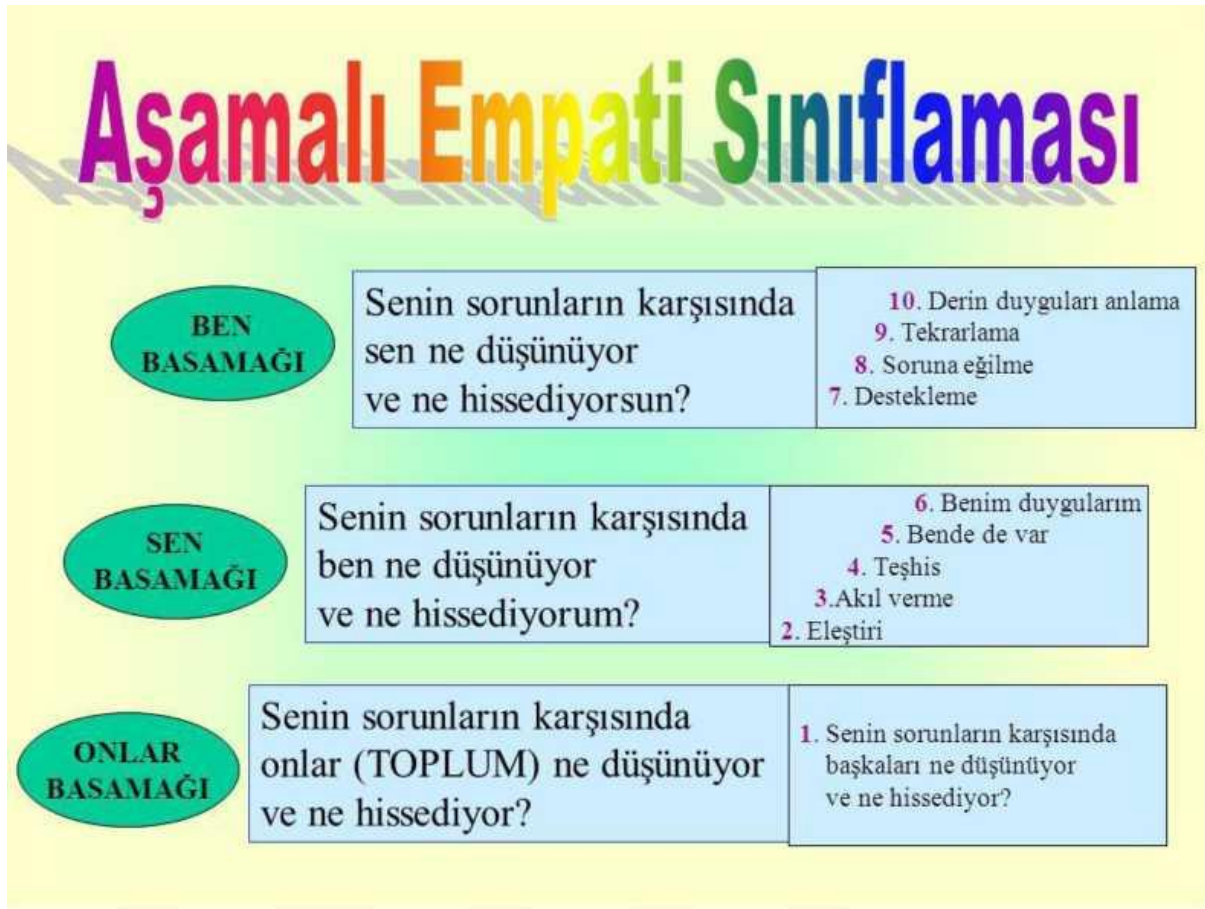 Aşamalı Empati Sınıflaması
BEN
BASAMAĞI
Senin sorunların karşısında
sen ne düşünüyor
ve ne hissediyorsun?
10. Derin duyguları anlama
9. Tekrarlama
8. Soruna eğilme
7. Destekleme
SEN
BASAMAĞI
Senin sorunların karşısında
ben ne düşünüyor
ve ne hissediyorum?
6. Benim duygularım
5. Bende de var
4. Teşhis
3.Akıl verme
2. Eleştiri
ONLAR
BASAMAĞI
Senin sorunların karşısında
onlar (TOPLUM) ne düşünüyor
ve ne hissediyor?
1. Senin sorunların karşısında
başkaları ne düşünüyor
ve ne hissediyor?